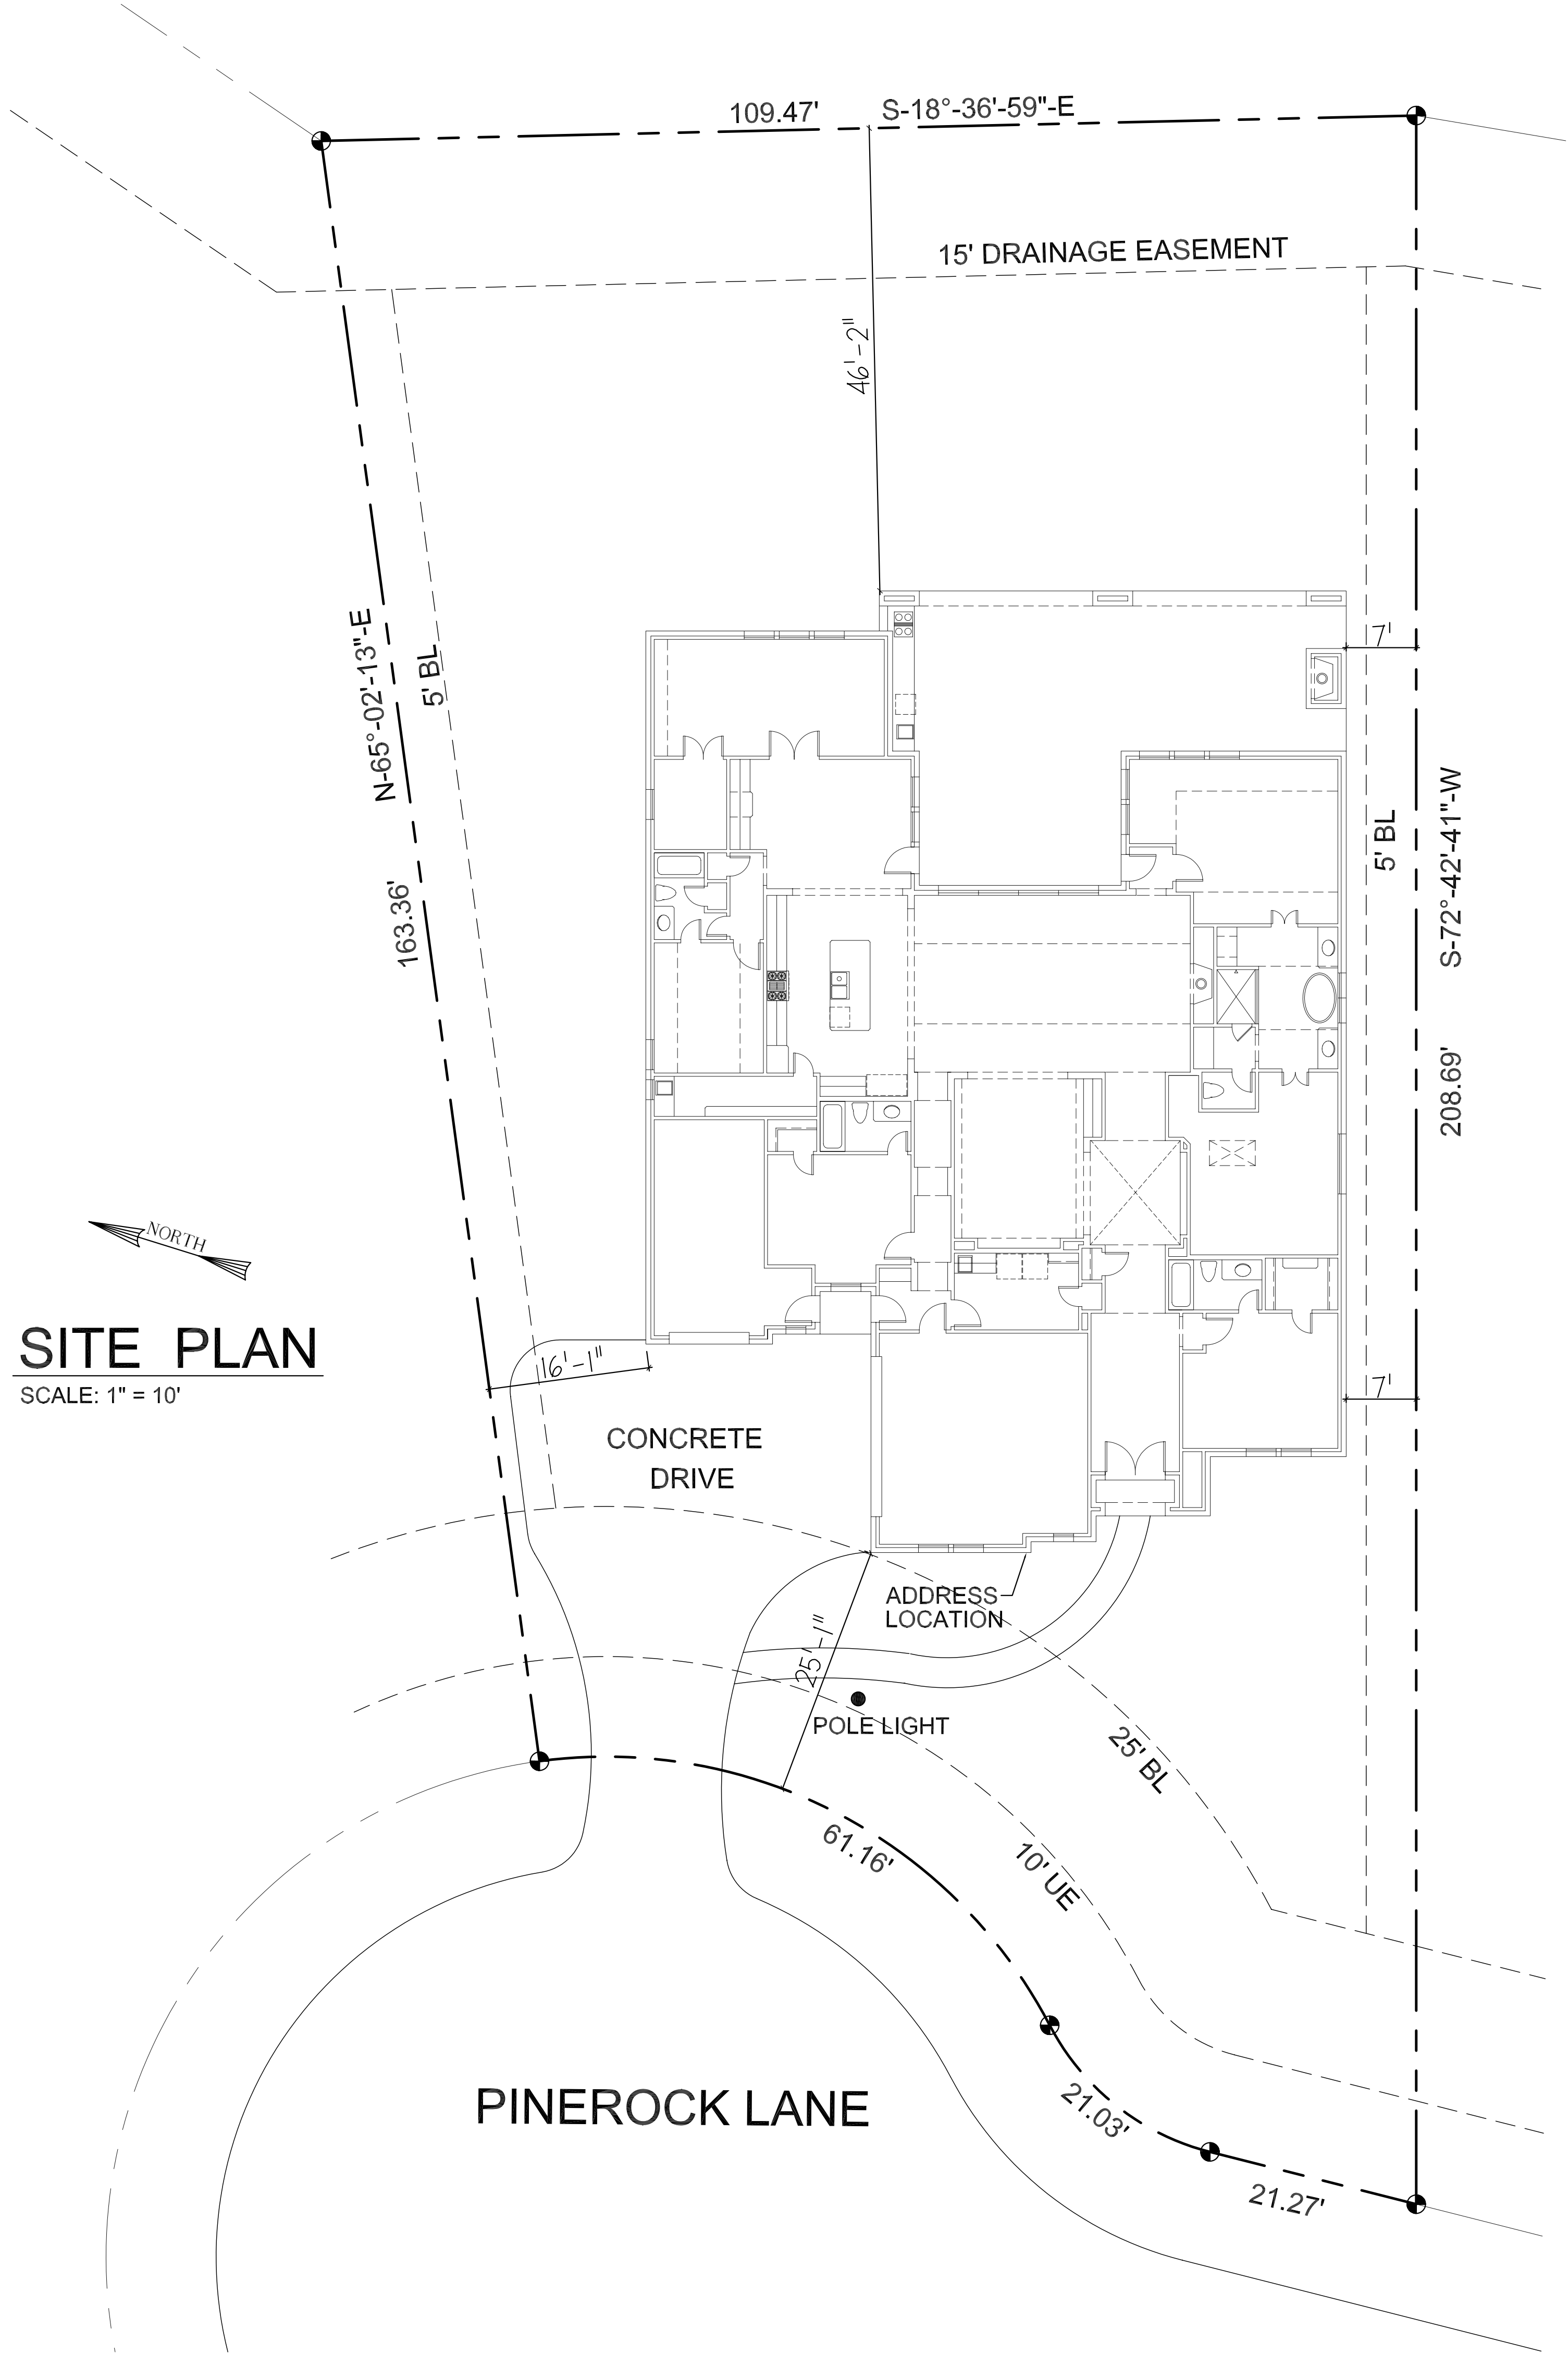 109.47' S-18°-36'-59"-E
15' DRAINAGE EASEMENT
46'-2"
7'
N-65°-02'-13"-E
163.36'
5' BL
5' BL
S-72°-42'-41"-W
208.69'
NORTH
SITE PLAN
SCALE: 1" = 10'
16'-1"
7'
CONCRETE
DRIVE
ADDRESS
LOCATION
25'-1"
POLE LIGHT
25' BL
61.16'
10' UE
PINEROCK LANE
21.03'
21.27'